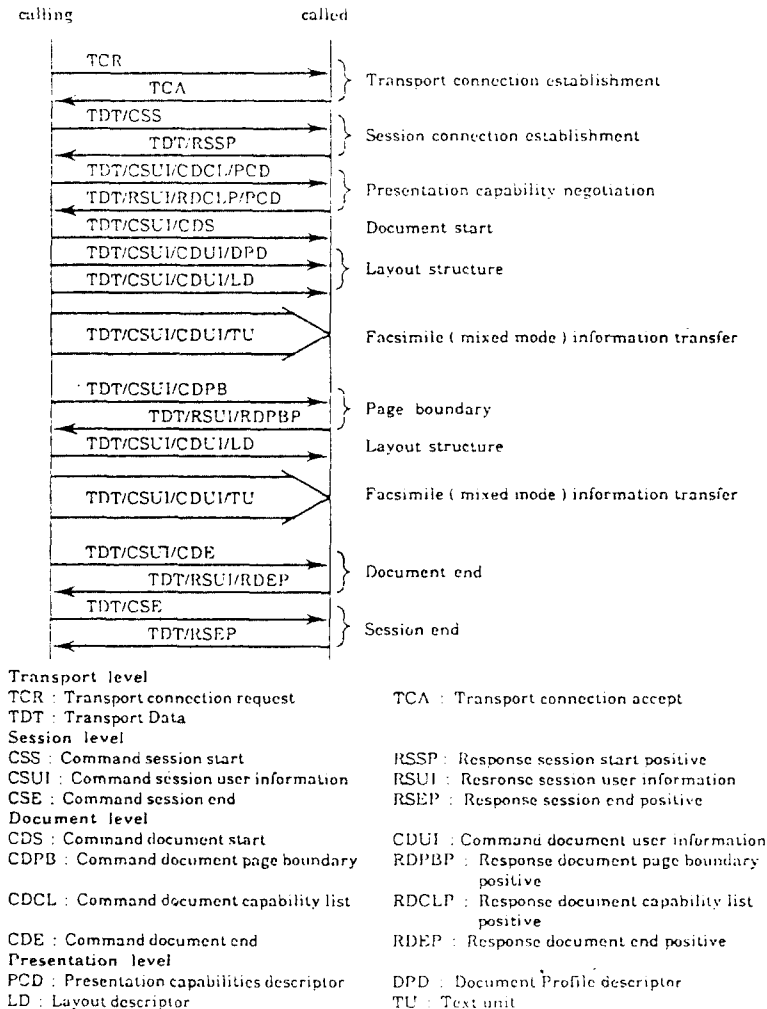 calling called
TCR
TCA
Transport connection establishment
TDT/CSS
TDT/RSSP
Session connection establishment
TDT/CSUI/CDCL/PCD
TDT/RSUI/RDCLP/PCD
Presentation capability negotiation
TDT/CSUI/CDS
Document start
TDT/CSUI/CDUI/DPD
TDT/CSUI/CDUI/LD
Layout structure
TDT/CSUI/CDUI/TU
Facsimile ( mixed mode ) information transfer
TDT/CSUI/CDPB
TDT/RSUI/RDPBP
Page boundary
TDT/CSUI/CDUI/LD
Layout structure
TDT/CSUI/CDUI/TU
Facsimile ( mixed mode ) information transfer
TDT/CSUI/CDE
TDT/RSUI/RDEP
Document end
TDT/CSE
TDT/RSEP
Session end
Transport level
TCR : Transport connection request TCA : Transport connection accept
TDT : Transport Data
Session level
CSS : Command session start RSSP : Response session start positive
CSUI : Command session user information RSUI : Resronse session user information
CSE : Command session end RSEP : Response session end positive
Document level
CDS : Command document start CDUI : Command document user information
CDPB : Command document page boundary RDPBP : Response document page boundary
positive
CDCL : Command document capability list RDCLP : Response document capability list
positive
CDE : Command document end RDEP : Response document end positive
Presentation level
PCD : Presentation capabilities descriptor DPD : Document Profile descriptor
LD : Layout descriptor TU : Text unit